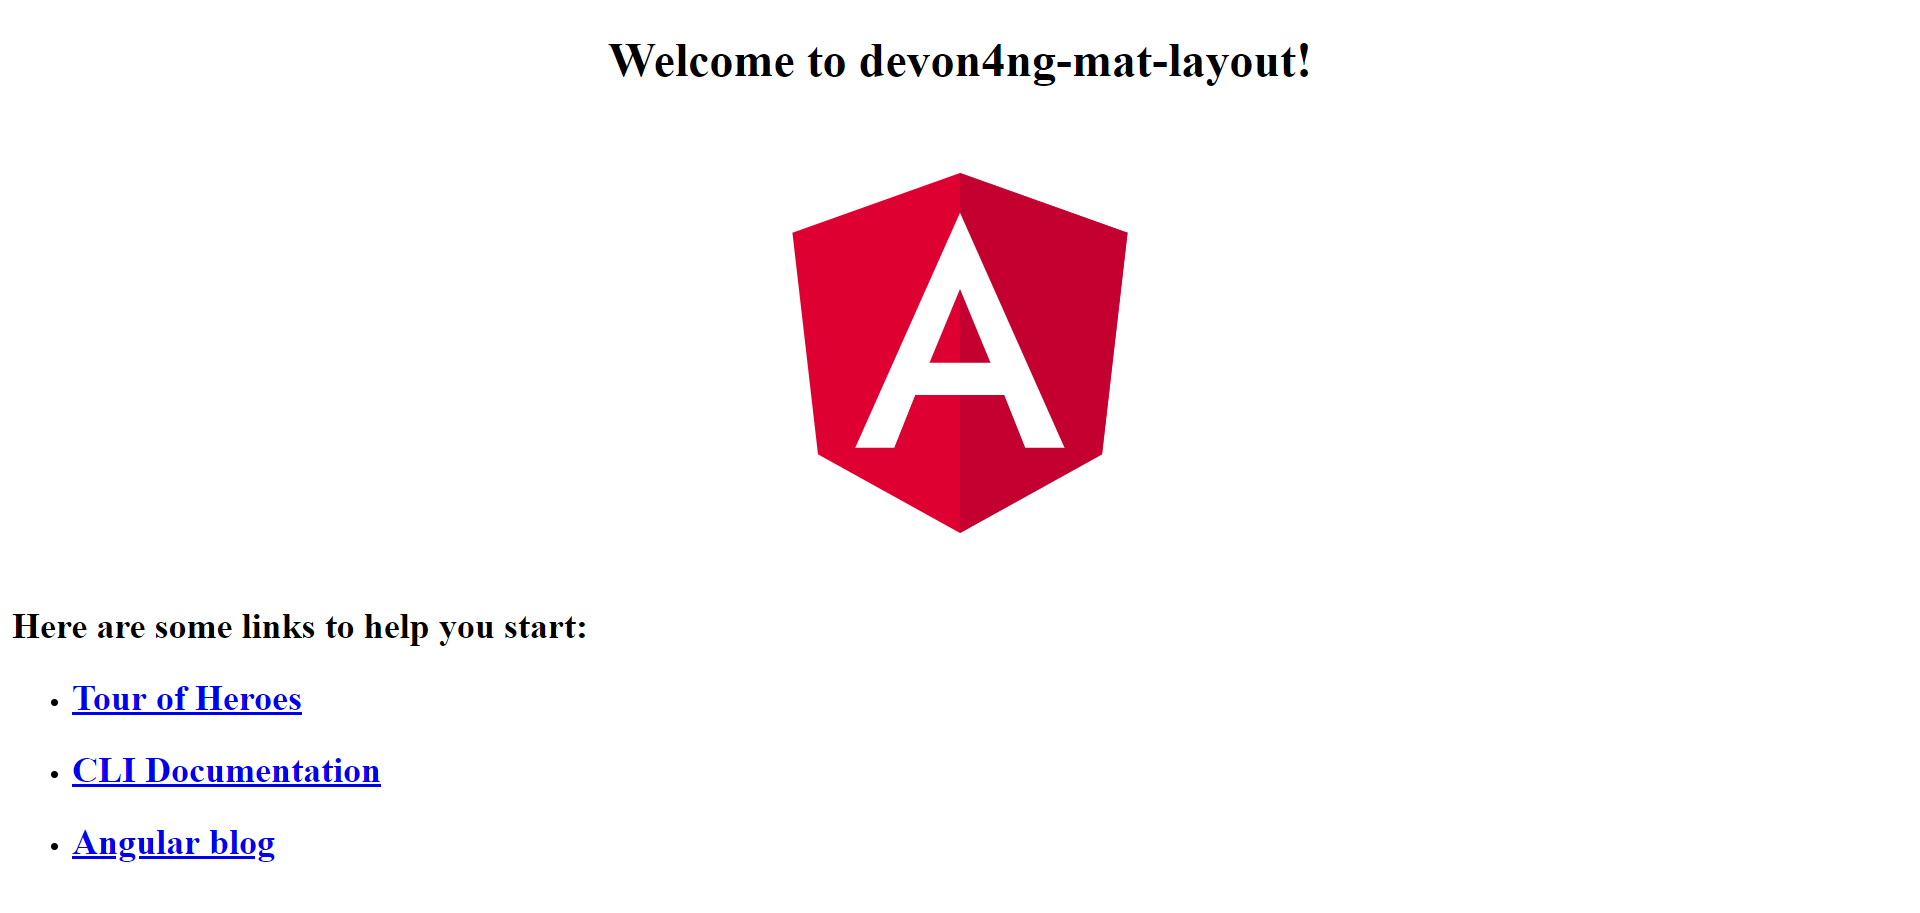 Welcome to devon4ng-mat-layout!
A
Here are some links to help you start:
Tour of Heroes
CLI Documentation
Angular blog